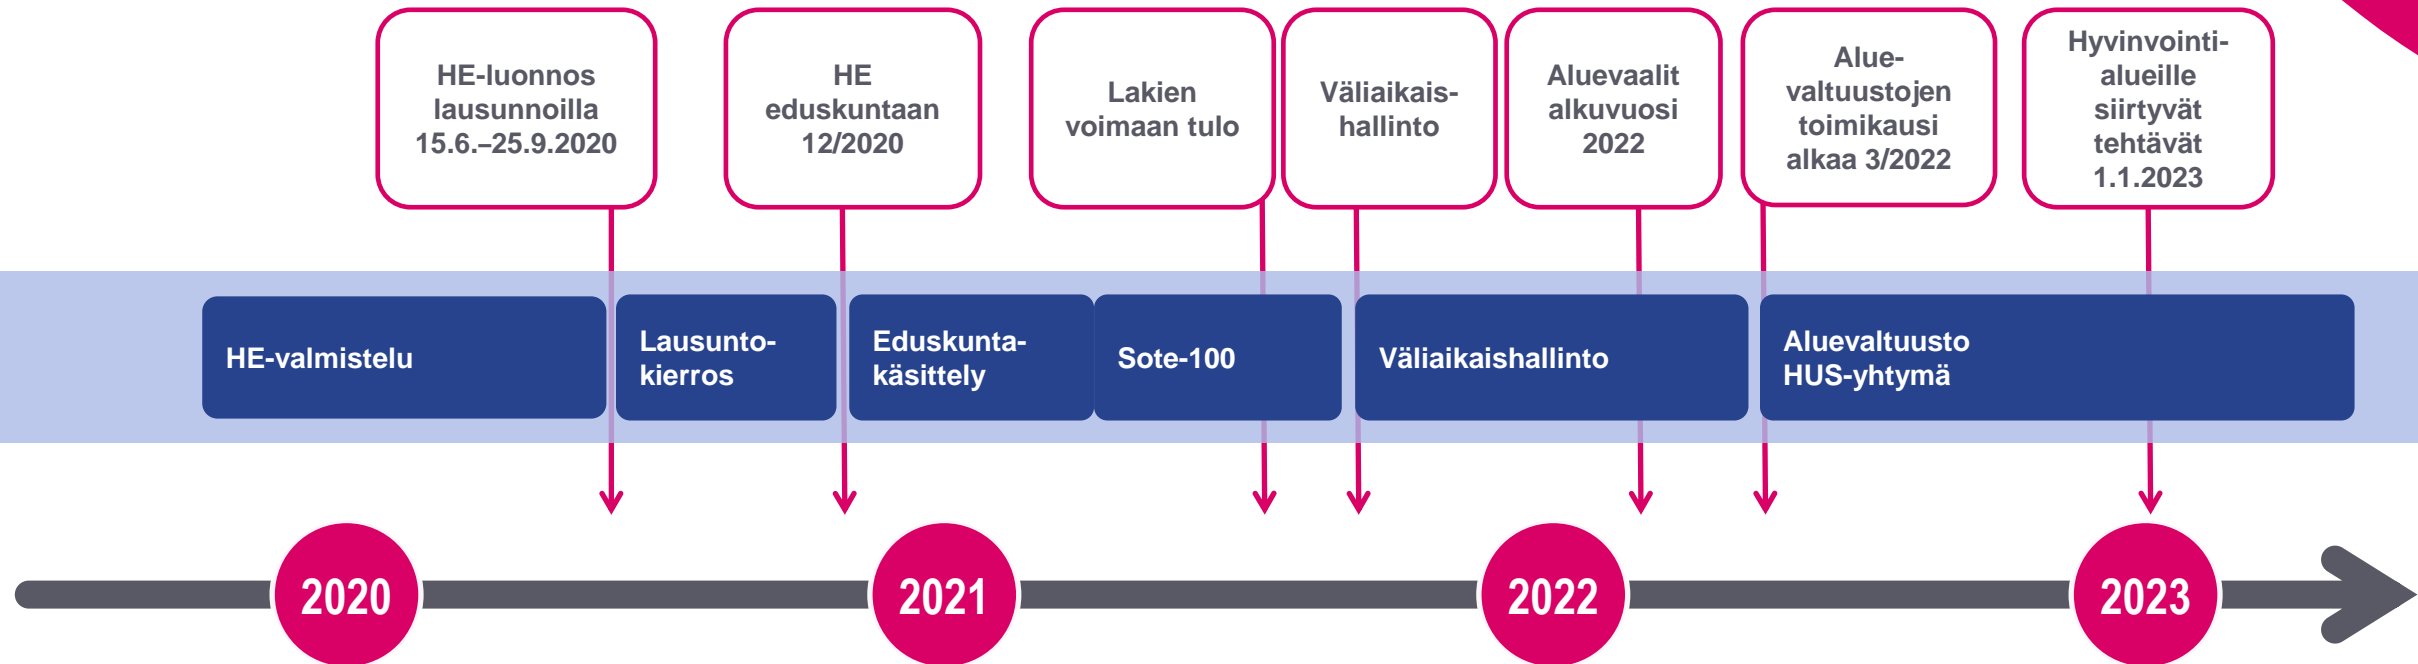 HE-luonnos
lausunnoilla
15.6.–25.9.2020
HE
eduskuntaan
12/2020
Lakien
voimaan tulo
Väliaikais-
hallinto
Aluevaalit
alkuvuosi
2022
Alue-
valtuustojen
toimikausi
alkaa 3/2022
Hyvinvointi-
alueille
siirtyvät
tehtävät
1.1.2023
HE-valmistelu
Lausunto-
kierros
Eduskunta-
käsittely
Sote-100
Väliaikaishallinto
Aluevaltuusto
HUS-yhtymä
2020
2021
2022
2023